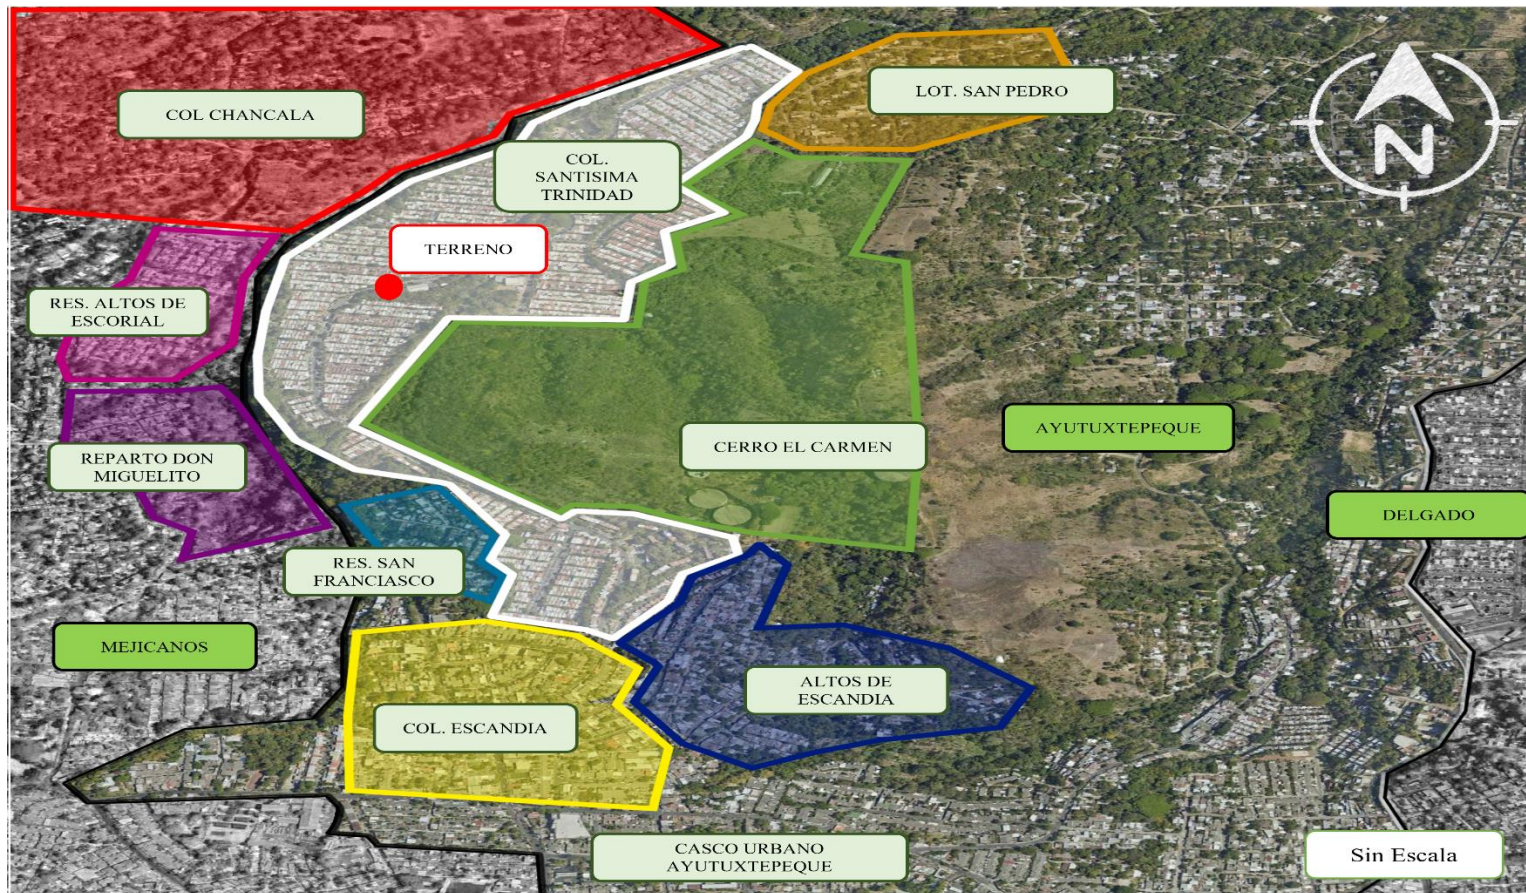 LOT. SAN PEDRO
COL CHANCALA
COL.
SANTISIMA
TRINIDAD
N
TERRENO
RES. ALTOS DE
ESCORIAL
AYUTUXTEPEQUE
CERRO EL CARMEN
REPARTO DON
MIGUELITO
DELGADO
RES. SAN
FRANCIASCO
MEJICANOS
ALTOS DE
ESCANDIA
COL. ESCANDIA
CASCO URBANO
AYUTUXTEPEQUE
Sin Escala